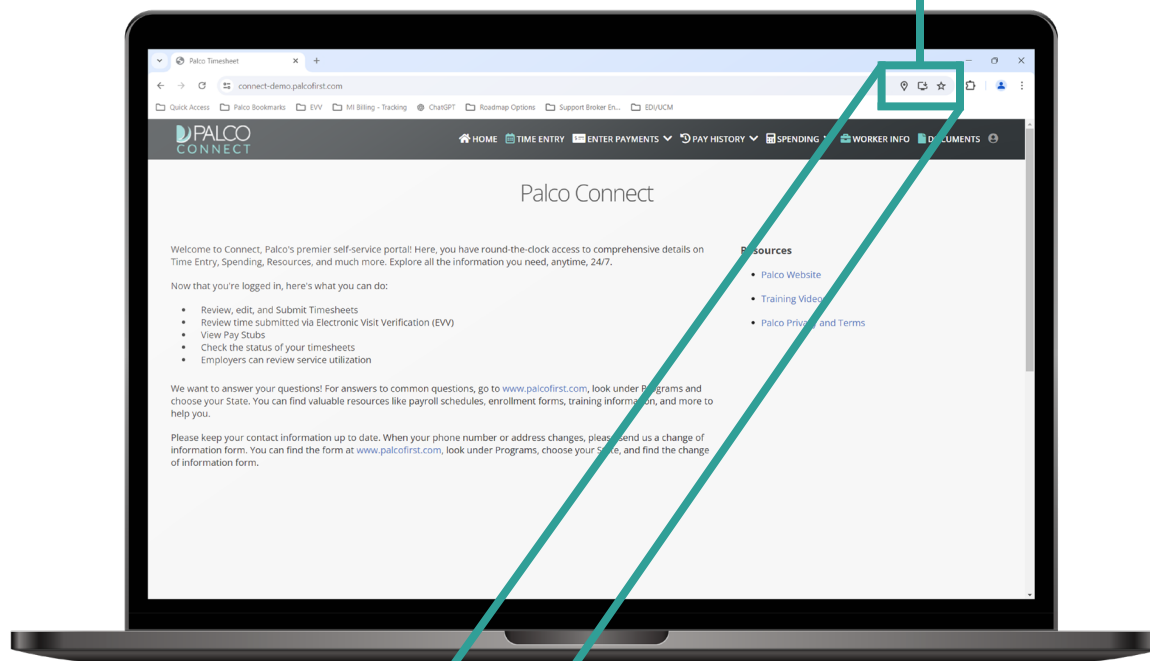 Palco Timesheet
connect-demo.palcofirst.com
Quick Access Palco Bookmarks EVV MI Billing - Tracking ChatGPT Roadmap Options Support Broker En... EDI/UCM
PALCO
CONNECT
HOME TIME ENTRY ENTER PAYMENTS PAY HISTORY SPENDING WORKER INFO DOCUMENTS
Palco Connect
Welcome to Connect, Palco's premier self-service portal! Here, you have round-the-clock access to comprehensive details on
Time Entry, Spending, Resources, and much more. Explore all the information you need, anytime, 24/7.
Now that you're logged in, here's what you can do:
• Review, edit, and Submit Timesheets
• Review time submitted via Electronic Visit Verification (EVV)
• View Pay Stubs
• Check the status of your timesheets
• Employers can review service utilization
We want to answer your questions! For answers to common questions, go to www.palcofirst.com, look under Programs and
choose your State. You can find valuable resources like payroll schedules, enrollment forms, training information, and more to
help you.
Please keep your contact information up to date. When your phone number or address changes, please send us a change of
information form. You can find the form at www.palcofirst.com, look under Programs, choose your State, and find the change
of information form.
Resources
• Palco Website
• Training Videos
• Palco Privacy and Terms